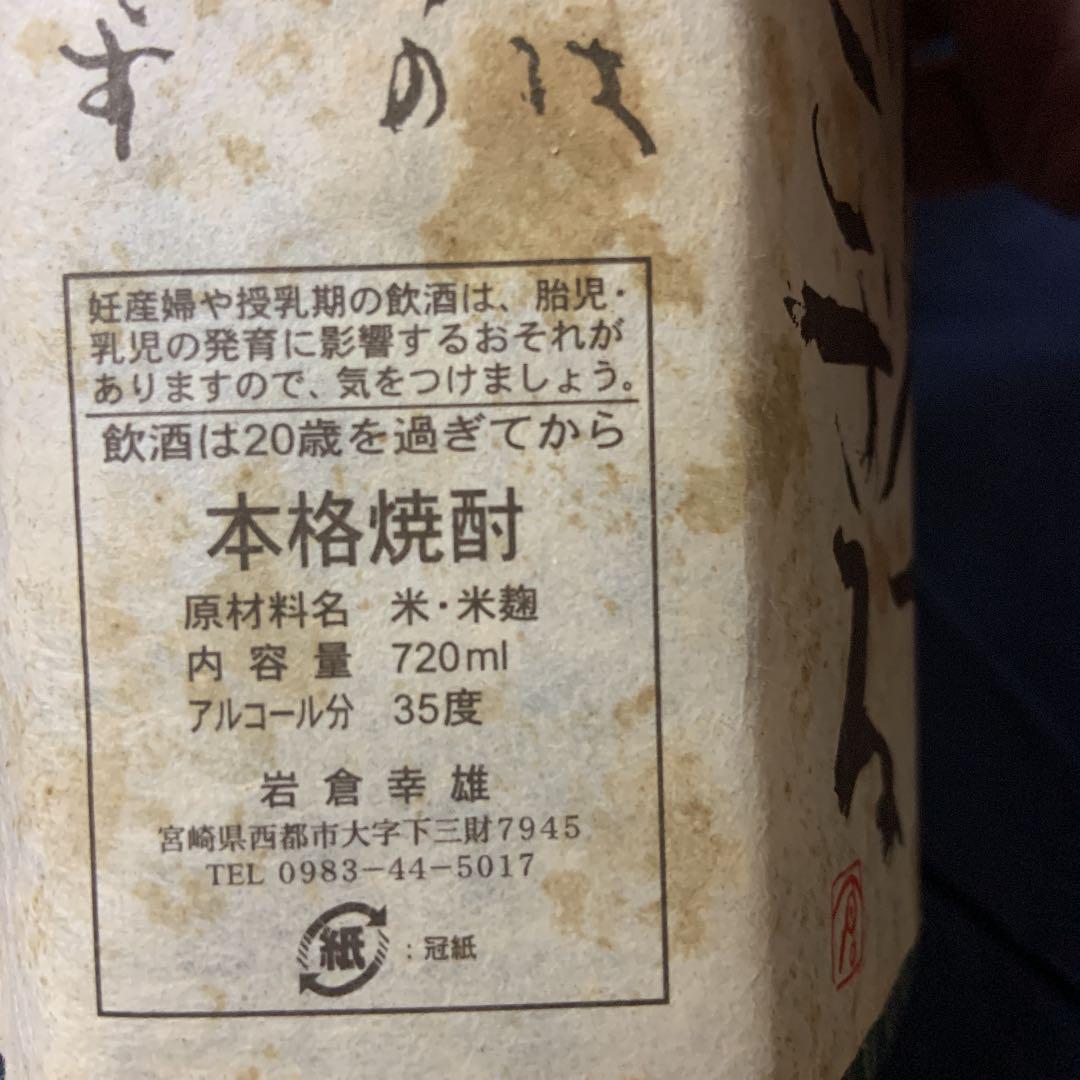 ず
の
は
妊産婦や授乳期の飲酒は、胎児・
乳児の発育に影響するおそれが
ありますので、気をつけましょう。
飲酒は20歳を過ぎてから
本格焼酎
原材料名 米・米麹
内容量 720ml
アルコール分 35度
岩倉幸雄
宮崎県西都市大字下三財7945
TEL 0983−44−5017
紙：冠紙